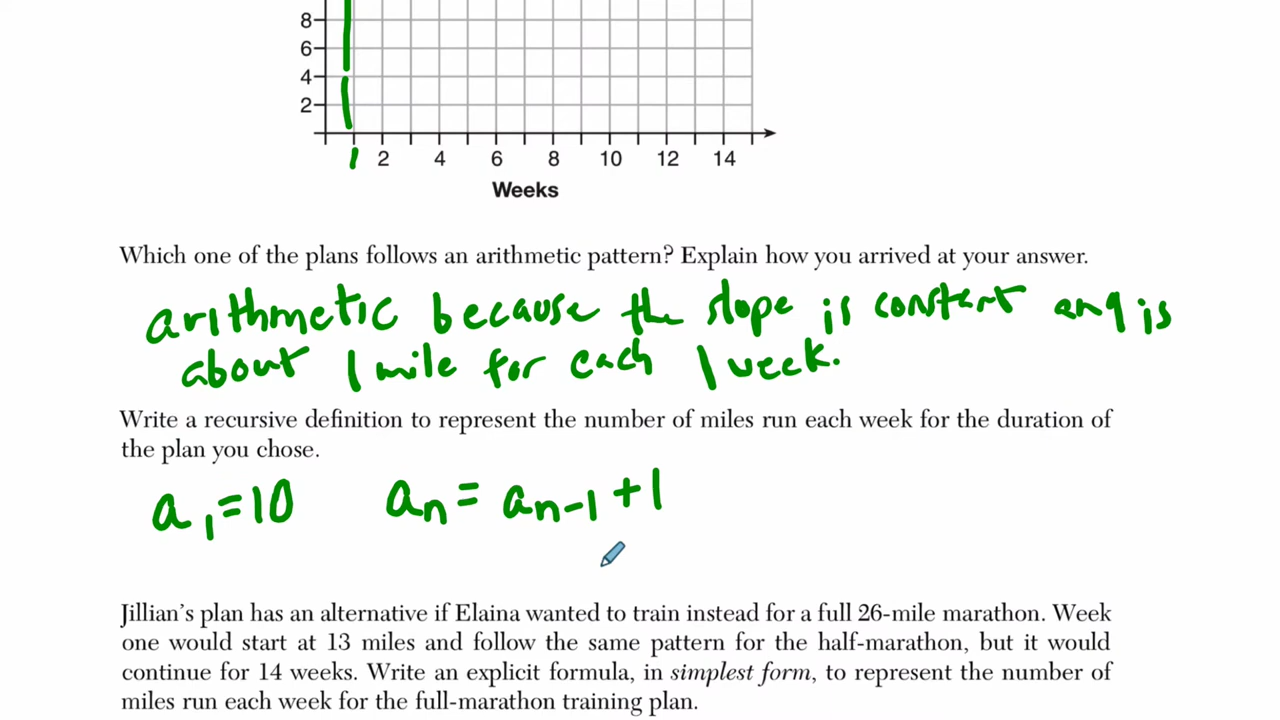 8
6
4
2
1 2 4 6 8 10 12 14
Weeks
Which one of the plans follows an arithmetic pattern? Explain how you arrived at your answer.
arithmetic because the slope is constant and is
about 1 mile for each 1 week.
Write a recursive definition to represent the number of miles run each week for the duration of
the plan you chose.
a₁=10 aₙ= aₙ₋₁+1
Jillian's plan has an alternative if Elaina wanted to train instead for a full 26-mile marathon. Week
one would start at 13 miles and follow the same pattern for the half-marathon, but it would
continue for 14 weeks. Write an explicit formula, in simplest form, to represent the number of
miles run each week for the full-marathon training plan.